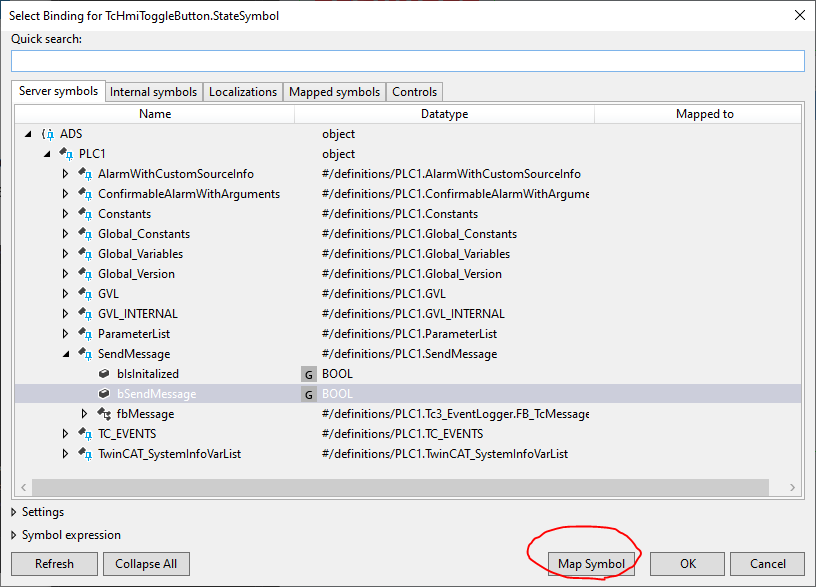 Select Binding for TcHmiToggleButton.StateSymbol
Quick search:
Server symbols Internal symbols Localizations Mapped symbols Controls
Name Datatype Mapped to
ADS object
PLC1 object
AlarmWithCustomSourceInfo #/definitions/PLC1.AlarmWithCustomSourceInfo
ConfirmableAlarmWithArguments #/definitions/PLC1.ConfirmableAlarmWithArgume
Constants #/definitions/PLC1.Constants
Global_Constants #/definitions/PLC1.Global_Constants
Global_Variables #/definitions/PLC1.Global_Variables
Global_Version #/definitions/PLC1.Global_Version
GVL #/definitions/PLC1.GVL
GVL_INTERNAL #/definitions/PLC1.GVL_INTERNAL
ParameterList #/definitions/PLC1.ParameterList
SendMessage #/definitions/PLC1.SendMessage
bIsInitalized G BOOL
bSendMessage G BOOL
fbMessage #/definitions/PLC1.Tc3_EventLogger.FB_TcMessage
TC_EVENTS #/definitions/PLC1.TC_EVENTS
TwinCAT_SystemInfoVarList #/definitions/PLC1.TwinCAT_SystemInfoVarList
Settings
Symbol expression
Refresh Collapse All Map Symbol OK Cancel